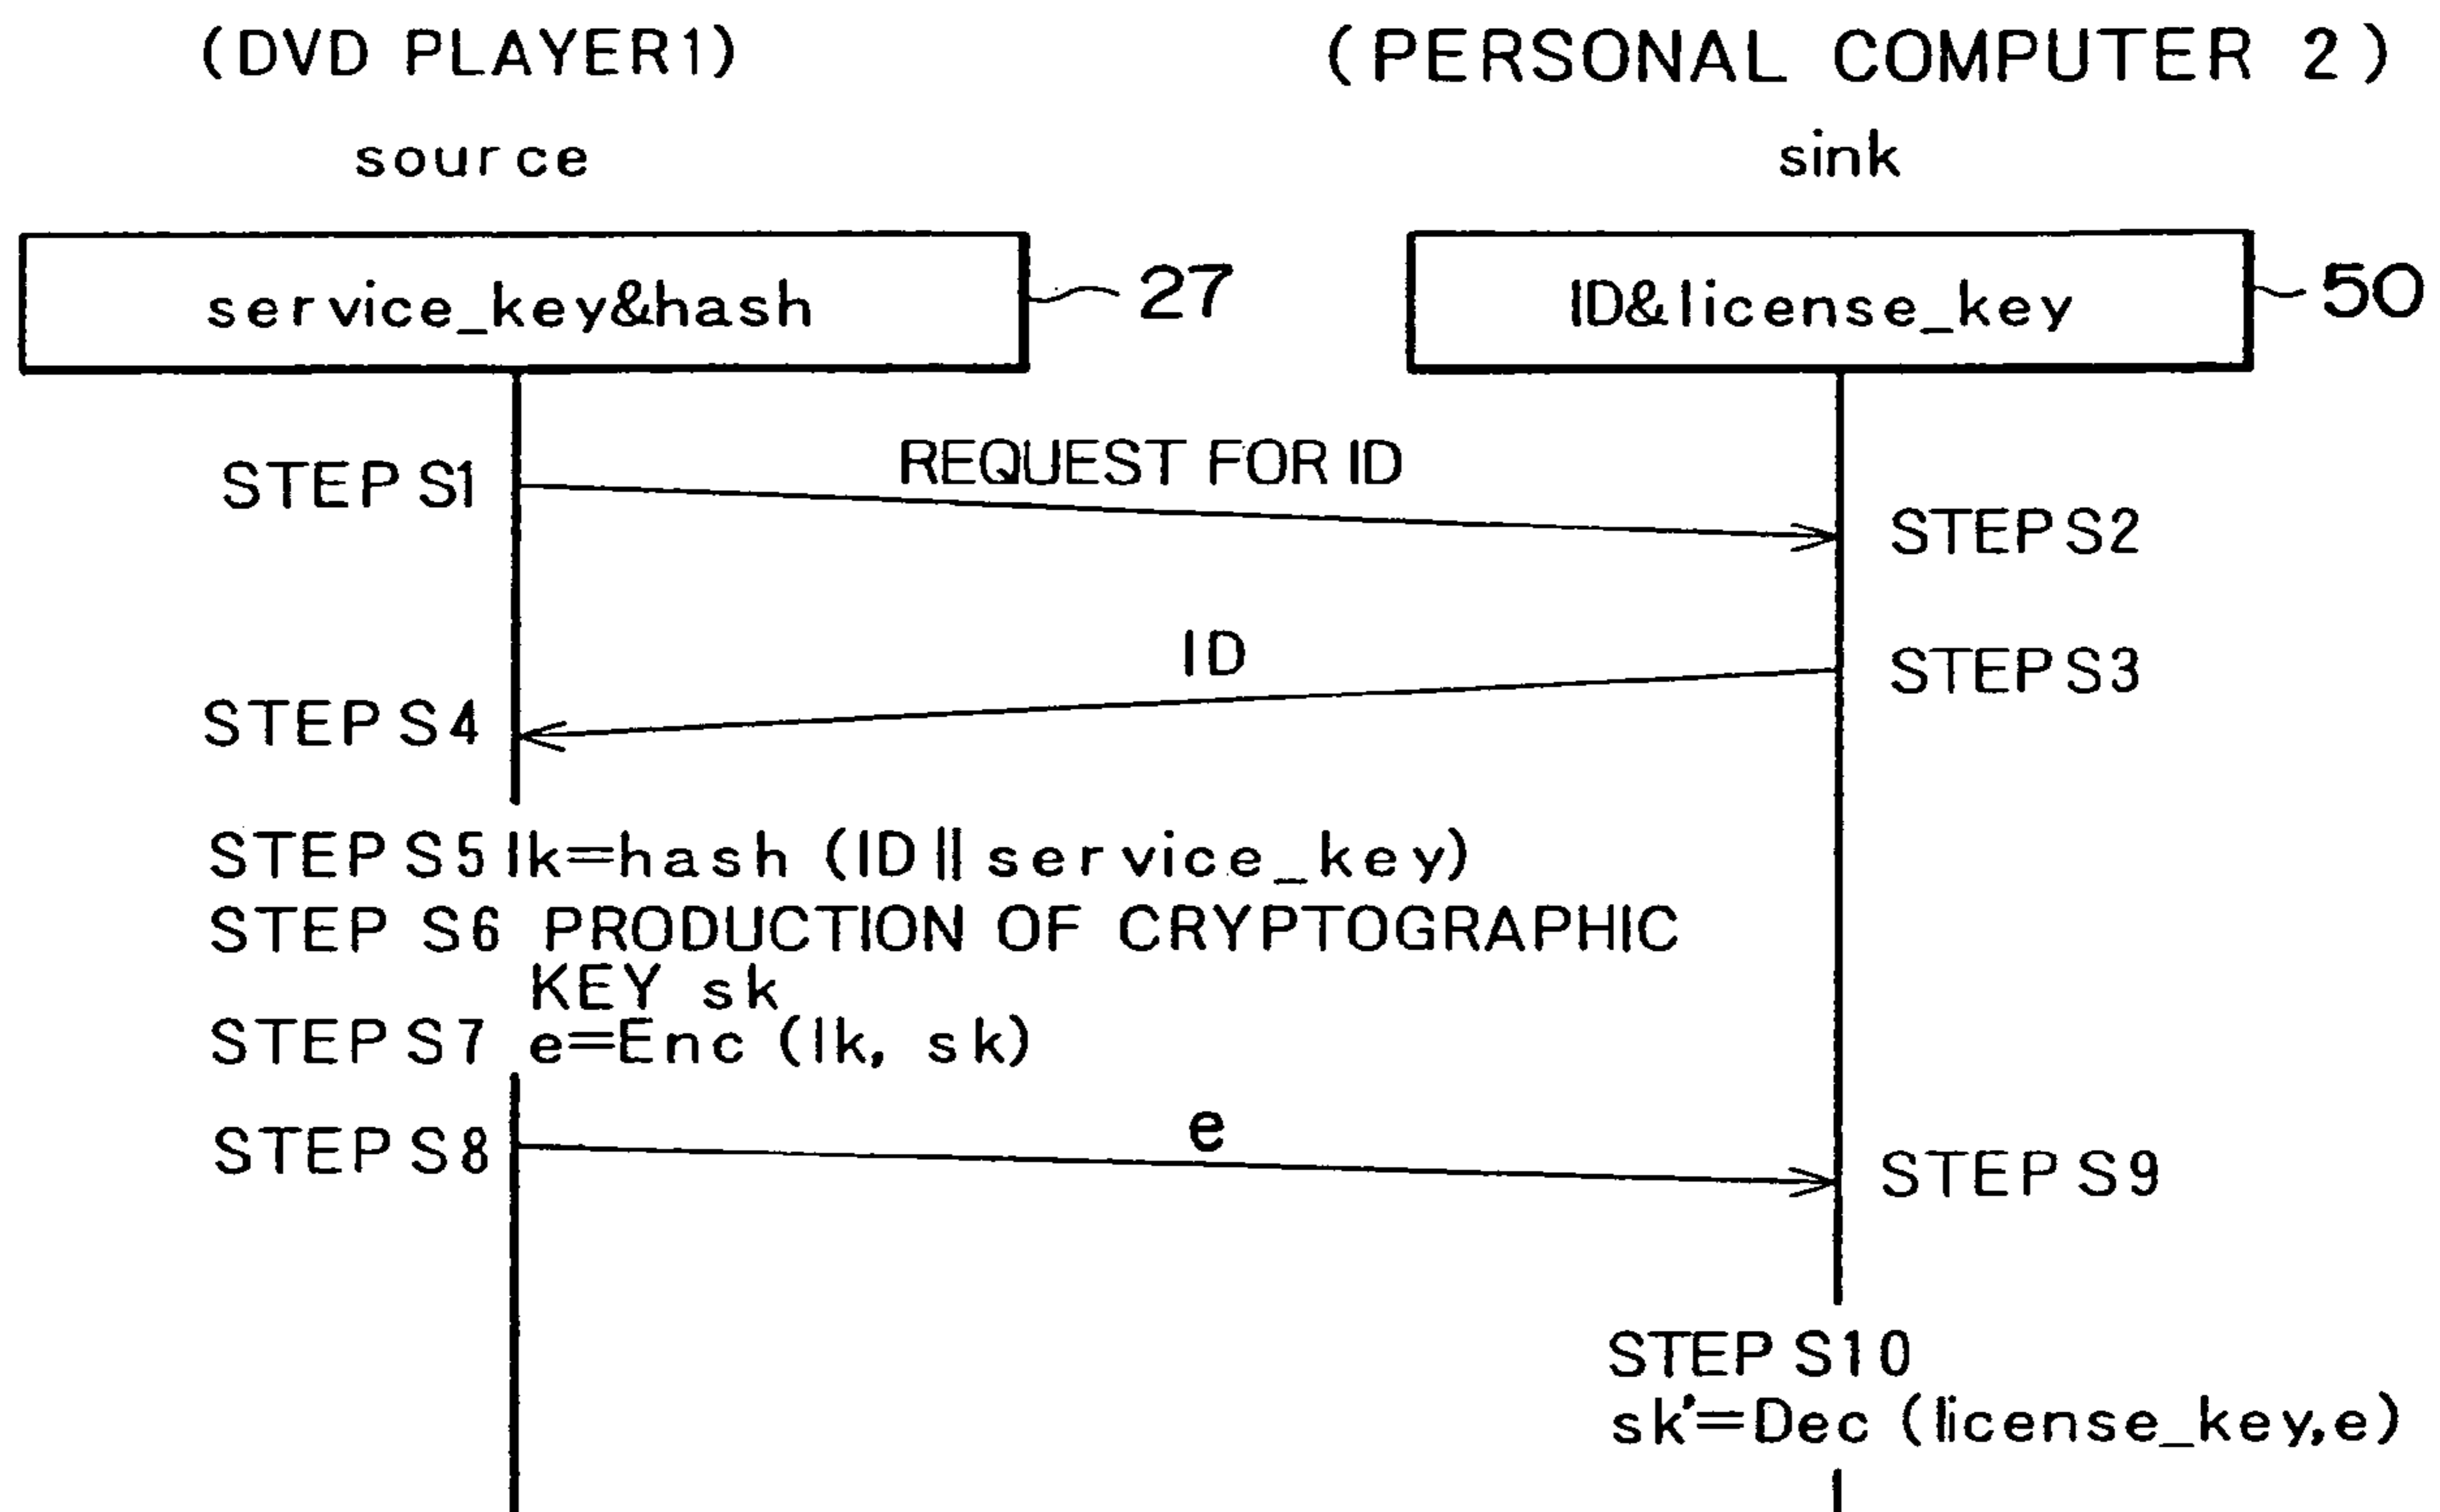 (DVD PLAYER1)
(PERSONAL COMPUTER 2)
source
sink
service_key&hash
27
ID&license_key
50
REQUEST FOR ID
STEP S1
STEP S2
ID
STEP S3
STEP S4
STEP S5 lk=hash (ID || service_key)
STEP S6 PRODUCTION OF CRYPTOGRAPHIC
KEY sk
STEP S7 e=Enc (lk, sk)
e
STEP S8
STEP S9
STEP S10
sk'=Dec (license_key,e)